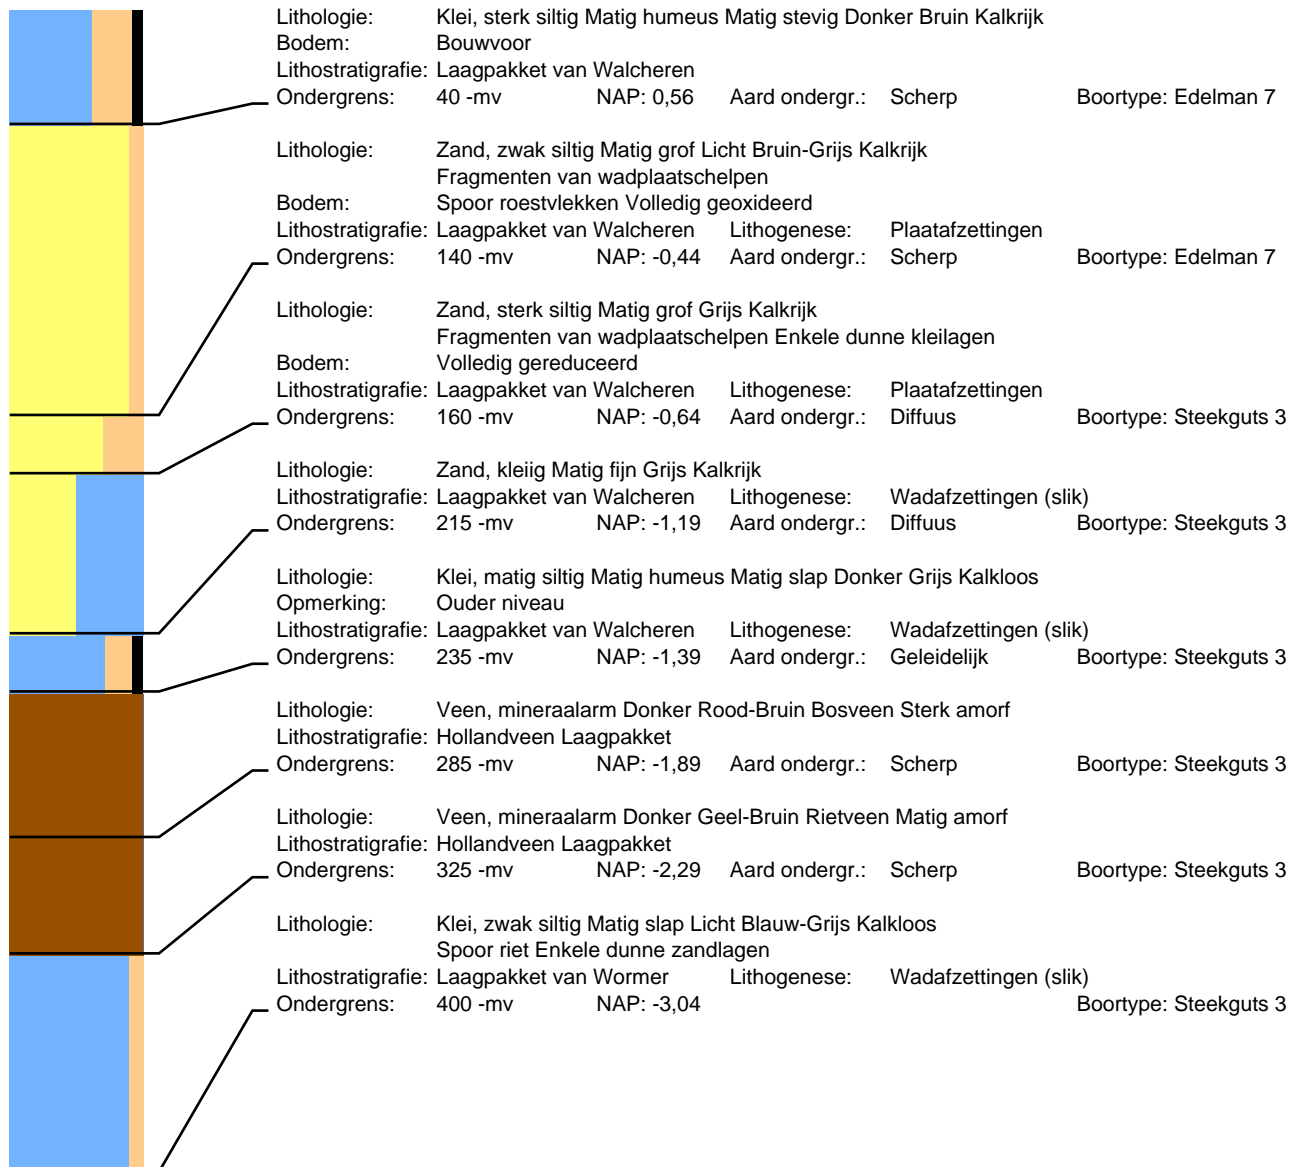 Lithologie: Klei, sterk siltig Matig humeus Matig stevig Donker Bruin Kalkrijk
Bodem: Bouwvoor
Lithostratigrafie: Laagpakket van Walcheren
Ondergrens: 40 -mv NAP: 0,56 Aard ondergr.: Scherp Boortype: Edelman 7
Lithologie: Zand, zwak siltig Matig grof Licht Bruin-Grijs Kalkrijk
Fragmenten van wadplaatschelpen
Bodem: Spoor roestvlekken Volledig geoxideerd
Lithostratigrafie: Laagpakket van Walcheren Lithogenese: Plaatafzettingen
Ondergrens: 140 -mv NAP: -0,44 Aard ondergr.: Scherp Boortype: Edelman 7
Lithologie: Zand, sterk siltig Matig grof Grijs Kalkrijk
Fragmenten van wadplaatschelpen Enkele dunne kleilagen
Bodem: Volledig gereduceerd
Lithostratigrafie: Laagpakket van Walcheren Lithogenese: Plaatafzettingen
Ondergrens: 160 -mv NAP: -0,64 Aard ondergr.: Diffuus Boortype: Steekguts 3
Lithologie: Zand, kleiig Matig fijn Grijs Kalkrijk
Lithostratigrafie: Laagpakket van Walcheren Lithogenese: Wadafzettingen (slik)
Ondergrens: 215 -mv NAP: -1,19 Aard ondergr.: Diffuus Boortype: Steekguts 3
Lithologie: Klei, matig siltig Matig humeus Matig slap Donker Grijs Kalkloos
Opmerking: Ouder niveau
Lithostratigrafie: Laagpakket van Walcheren Lithogenese: Wadafzettingen (slik)
Ondergrens: 235 -mv NAP: -1,39 Aard ondergr.: Geleidelijk Boortype: Steekguts 3
Lithologie: Veen, mineraalarm Donker Rood-Bruin Bosveen Sterk amorf
Lithostratigrafie: Hollandveen Laagpakket
Ondergrens: 285 -mv NAP: -1,89 Aard ondergr.: Scherp Boortype: Steekguts 3
Lithologie: Veen, mineraalarm Donker Geel-Bruin Rietveen Matig amorf
Lithostratigrafie: Hollandveen Laagpakket
Ondergrens: 325 -mv NAP: -2,29 Aard ondergr.: Scherp Boortype: Steekguts 3
Lithologie: Klei, zwak siltig Matig slap Licht Blauw-Grijs Kalkloos
Spoor riet Enkele dunne zandlagen
Lithostratigrafie: Laagpakket van Wormer Lithogenese: Wadafzettingen (slik)
Ondergrens: 400 -mv NAP: -3,04 Boortype: Steekguts 3